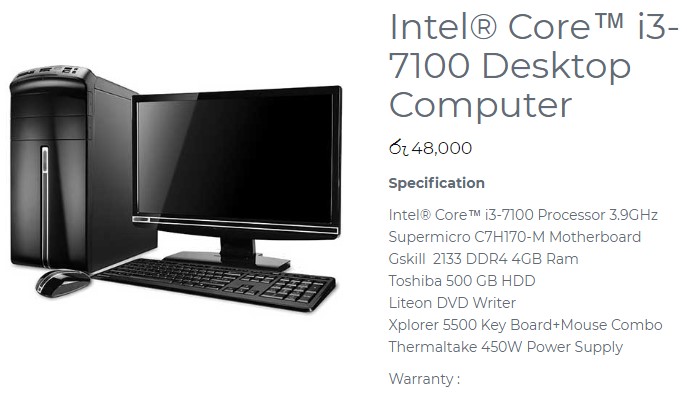 Intel® Core™ i3-
7100 Desktop
Computer
රු 48,000
Specification
Intel® Core™ i3-7100 Processor 3.9GHz
Supermicro C7H170-M Motherboard
Gskill 2133 DDR4 4GB Ram
Toshiba 500 GB HDD
Liteon DVD Writer
Xplorer 5500 Key Board+Mouse Combo
Thermaltake 450W Power Supply
Warranty :